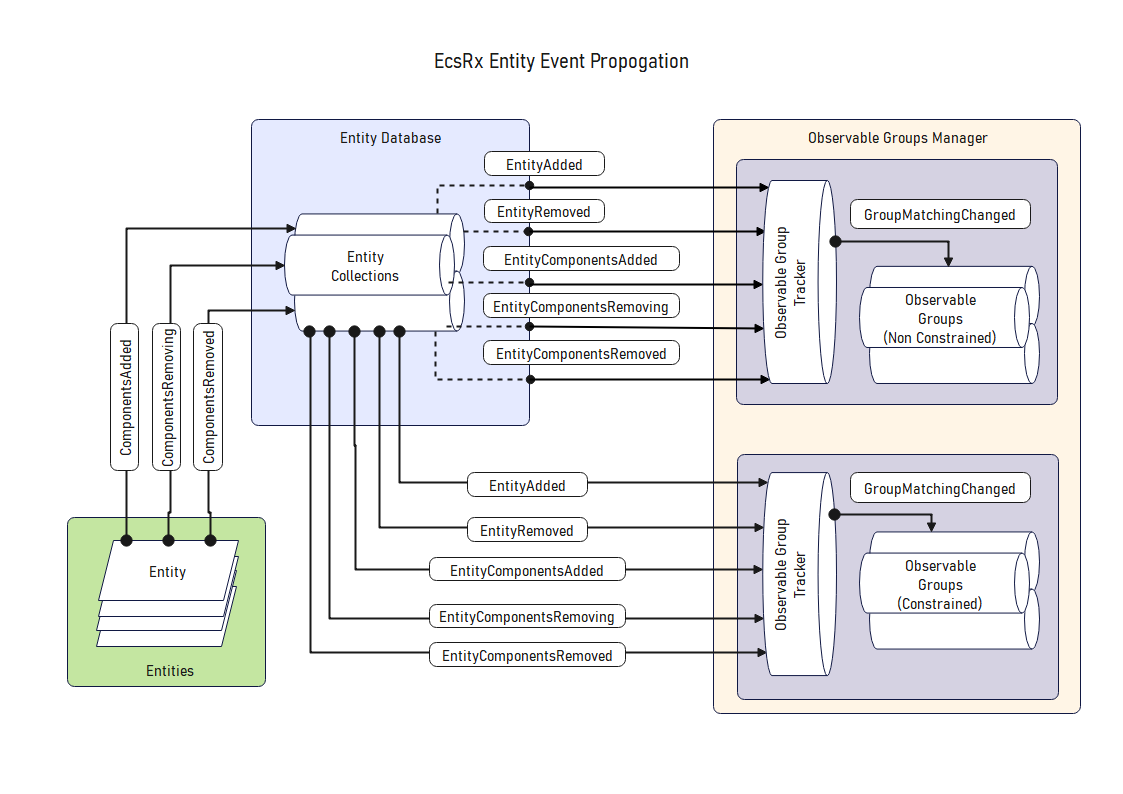 EcsRx Entity Event Propogation
Entity Database
Observable Groups Manager
EntityAdded
EntityRemoved
EntityComponentsAdded
EntityComponentsRemoving
EntityComponentsRemoved
Entity
Collections
Observable Group
Tracker
GroupMatchingChanged
Observable
Groups
(Non Constrained)
ComponentsAdded
ComponentsRemoving
ComponentsRemoved
EntityAdded
EntityRemoved
EntityComponentsAdded
EntityComponentsRemoving
EntityComponentsRemoved
Observable Group
Tracker
GroupMatchingChanged
Observable
Groups
(Constrained)
Entity
Entities